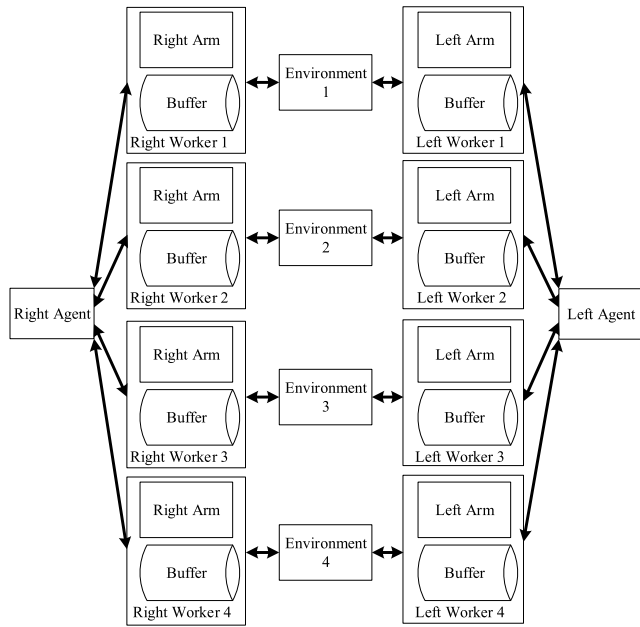 Right Arm
Buffer
Right Worker 1
Environment
1
Left Arm
Buffer
Left Worker 1
Right Arm
Buffer
Right Worker 2
Environment
2
Left Arm
Buffer
Left Worker 2
Right Agent
Left Agent
Right Arm
Buffer
Right Worker 3
Environment
3
Left Arm
Buffer
Left Worker 3
Right Arm
Buffer
Right Worker 4
Environment
4
Left Arm
Buffer
Left Worker 4